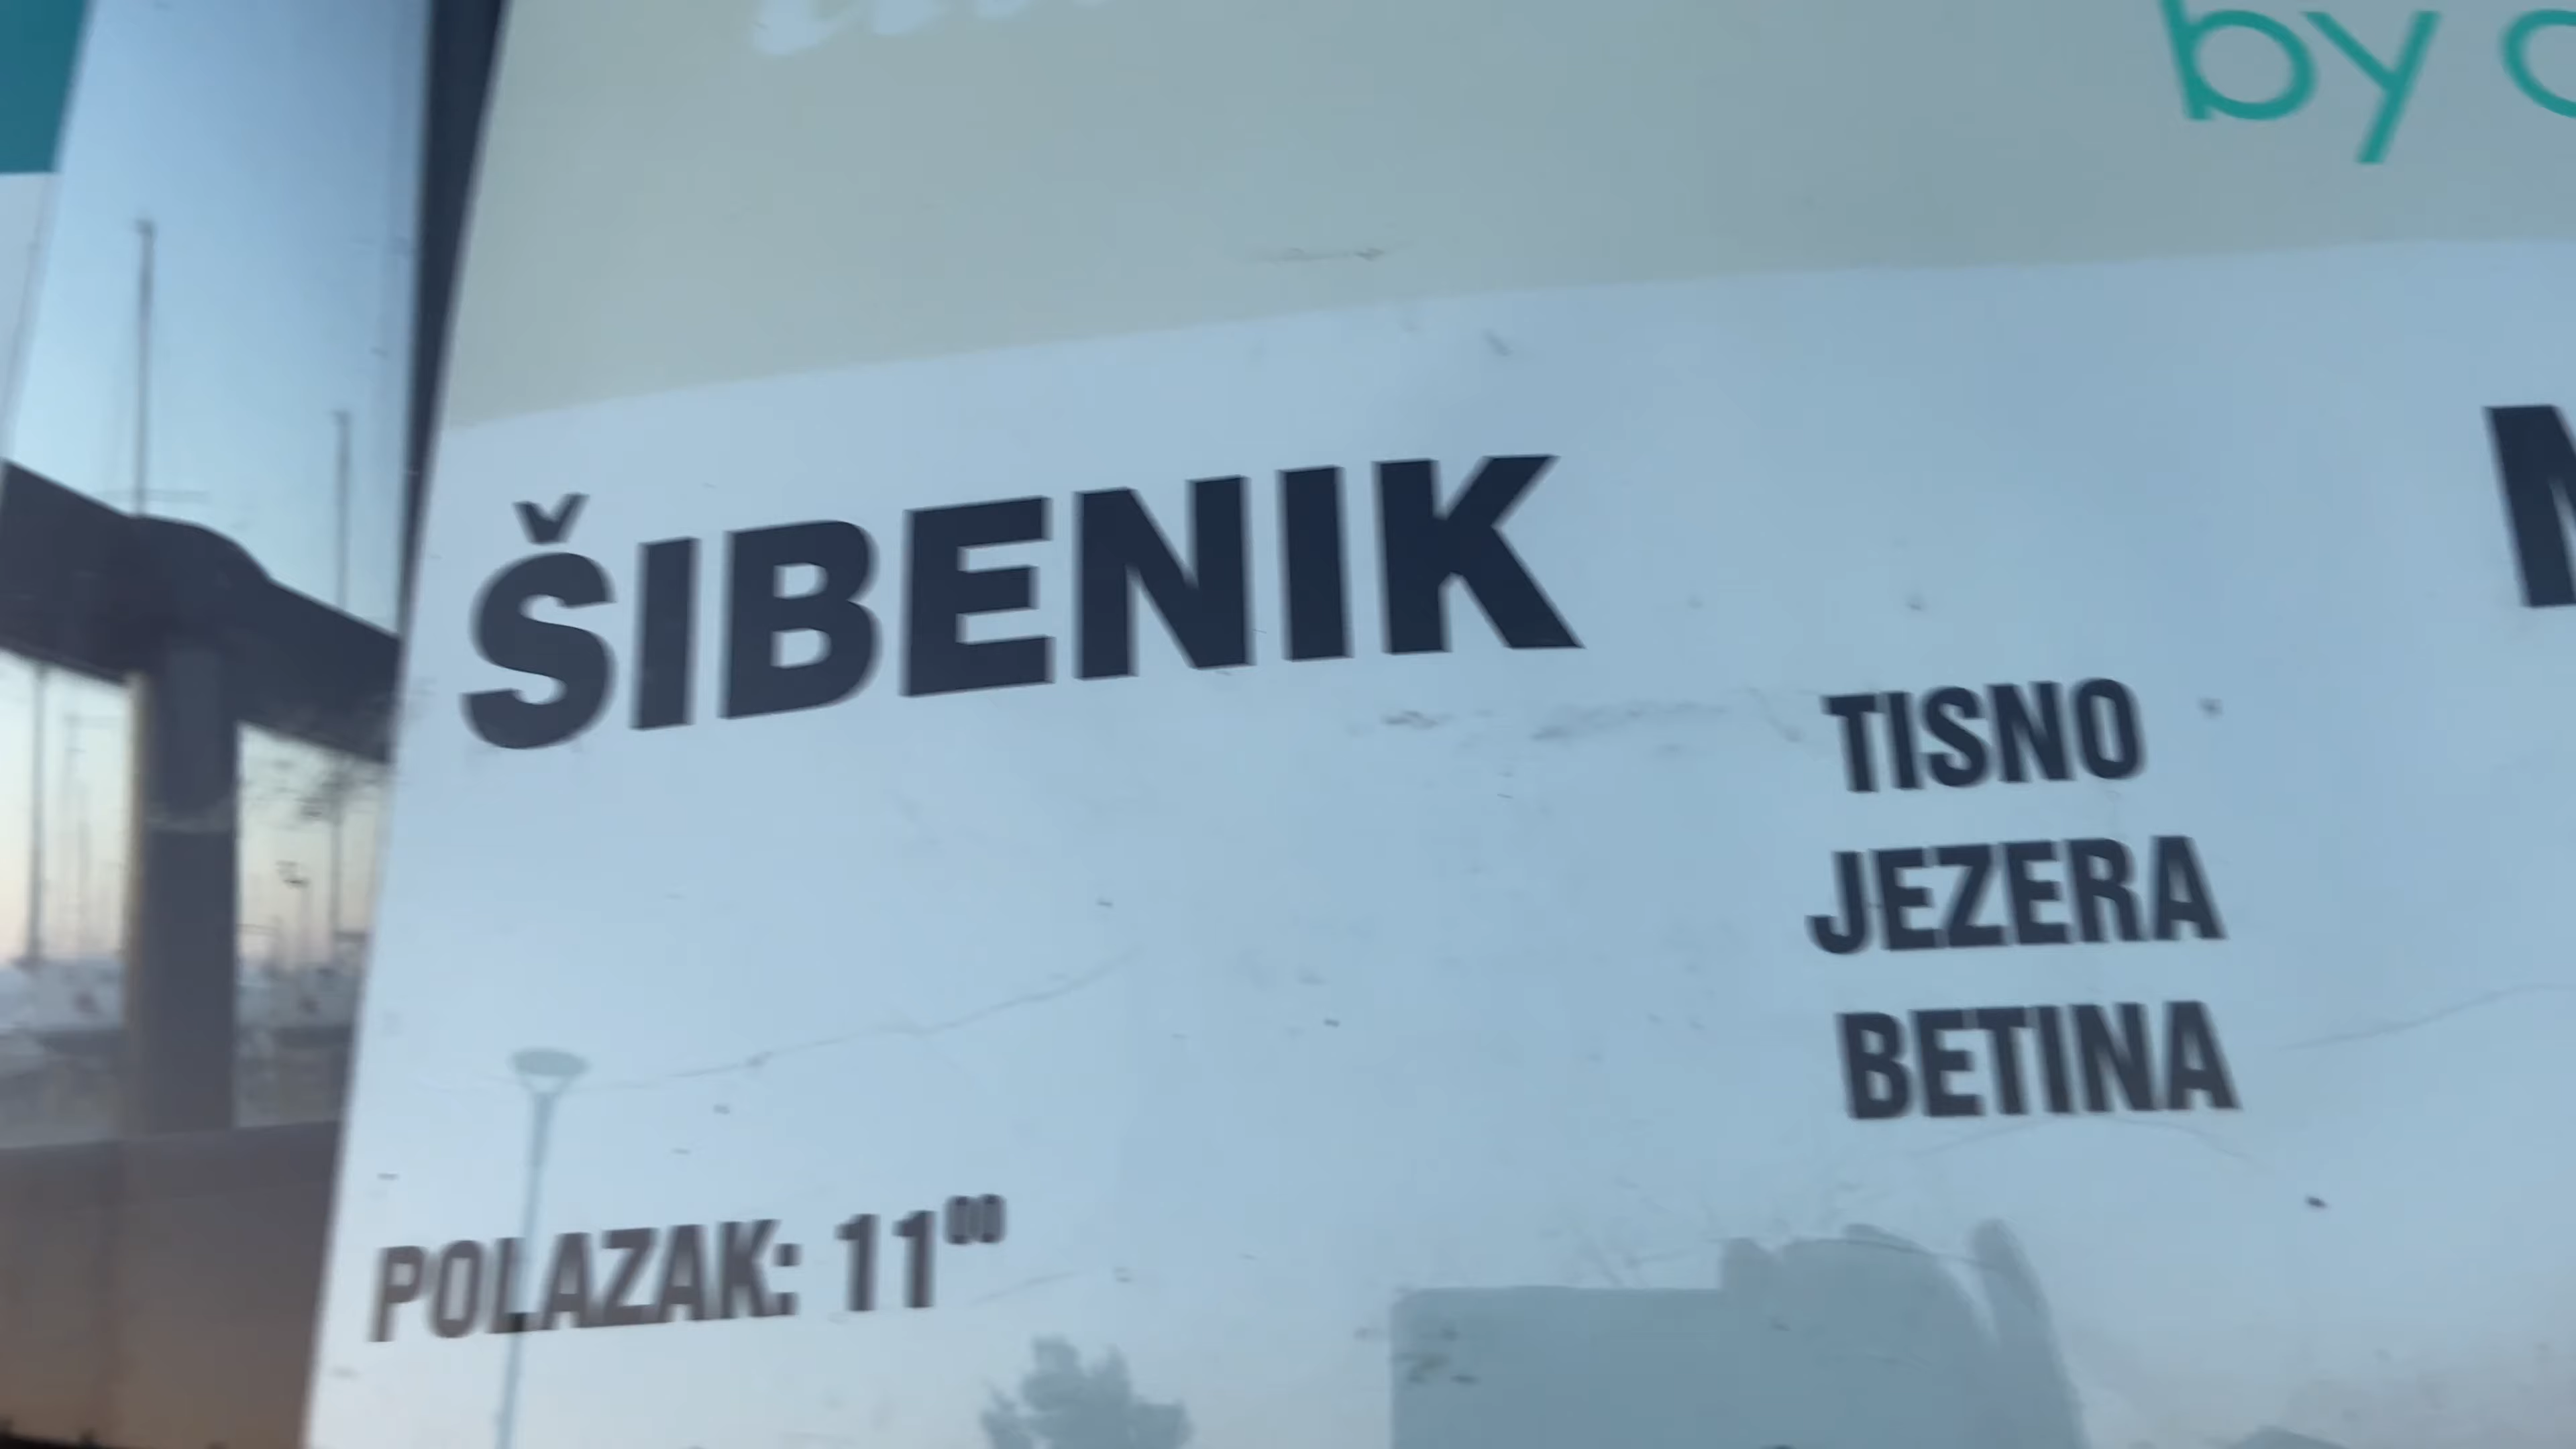 by
ŠIBENIK
TISNO
JEZERA
BETINA
POLAZAK: 11⁰⁰